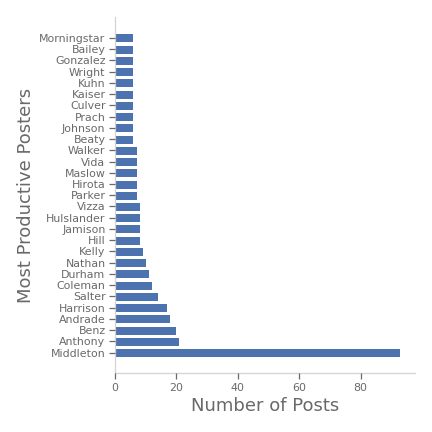 Morningstar
Bailey
Gonzalez
Wright
Kuhn
Kaiser
Culver
Prach
Johnson
Beaty
Walker
Vida
Maslow
Hirota
Parker
Vizza
Hulslander
Jamison
Hill
Kelly
Nathan
Durham
Coleman
Salter
Harrison
Andrade
Benz
Anthony
Middleton
Most Productive Posters
0 20 40 60 80
Number of Posts